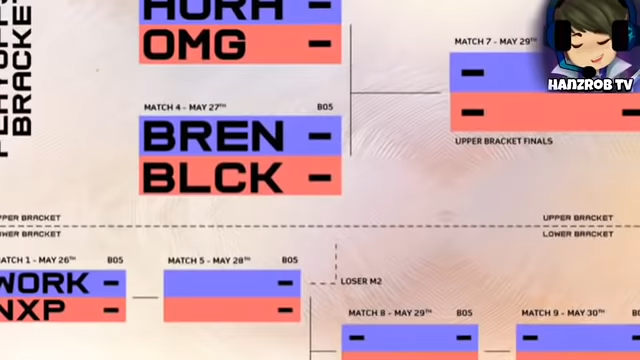 PLAYOFFS
BRACKET
OMG
MATCH 4 - MAY 27TH BO5
BREN
BLCK
MATCH 7 - MAY 29TH
UPPER BRACKET FINALS
HANZROB TV
UPPER BRACKET UPPER BRACKET
LOWER BRACKET LOWER BRACKET
MATCH 1 - MAY 26TH BO5
WORK
NXP
MATCH 5 - MAY 28TH BO5
LOSER M2
MATCH 8 - MAY 29TH BO5
MATCH 9 - MAY 30TH